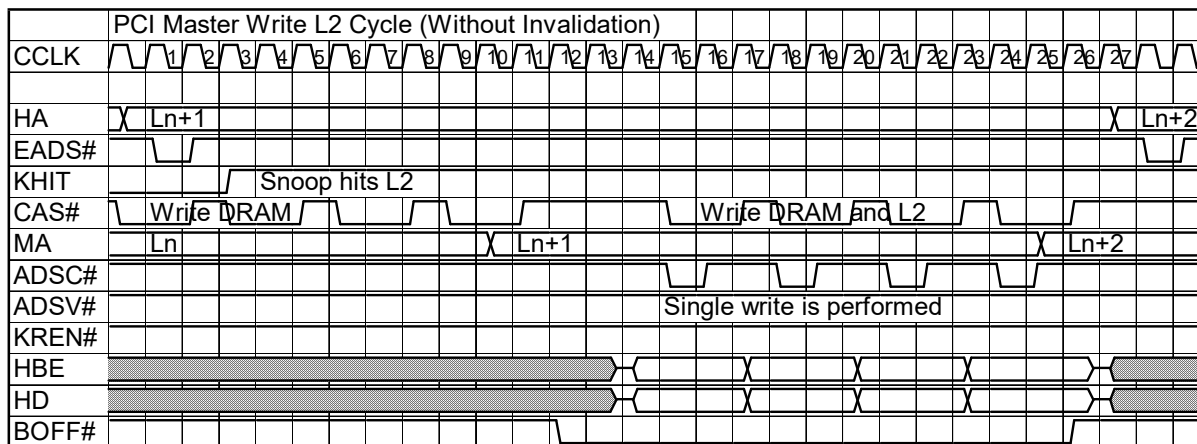 PCI Master Write L2 Cycle (Without Invalidation)
CCLK 1 2 3 4 5 6 7 8 9 10 11 12 13 14 15 16 17 18 19 20 21 22 23 24 25 26 27
HA Ln+1 Ln+2
EADS#
KHIT Snoop hits L2
CAS# Write DRAM Write DRAM and L2
MA Ln Ln+1 Ln+2
ADSC#
ADSV# Single write is performed
KREN#
HBE
HD
BOFF#